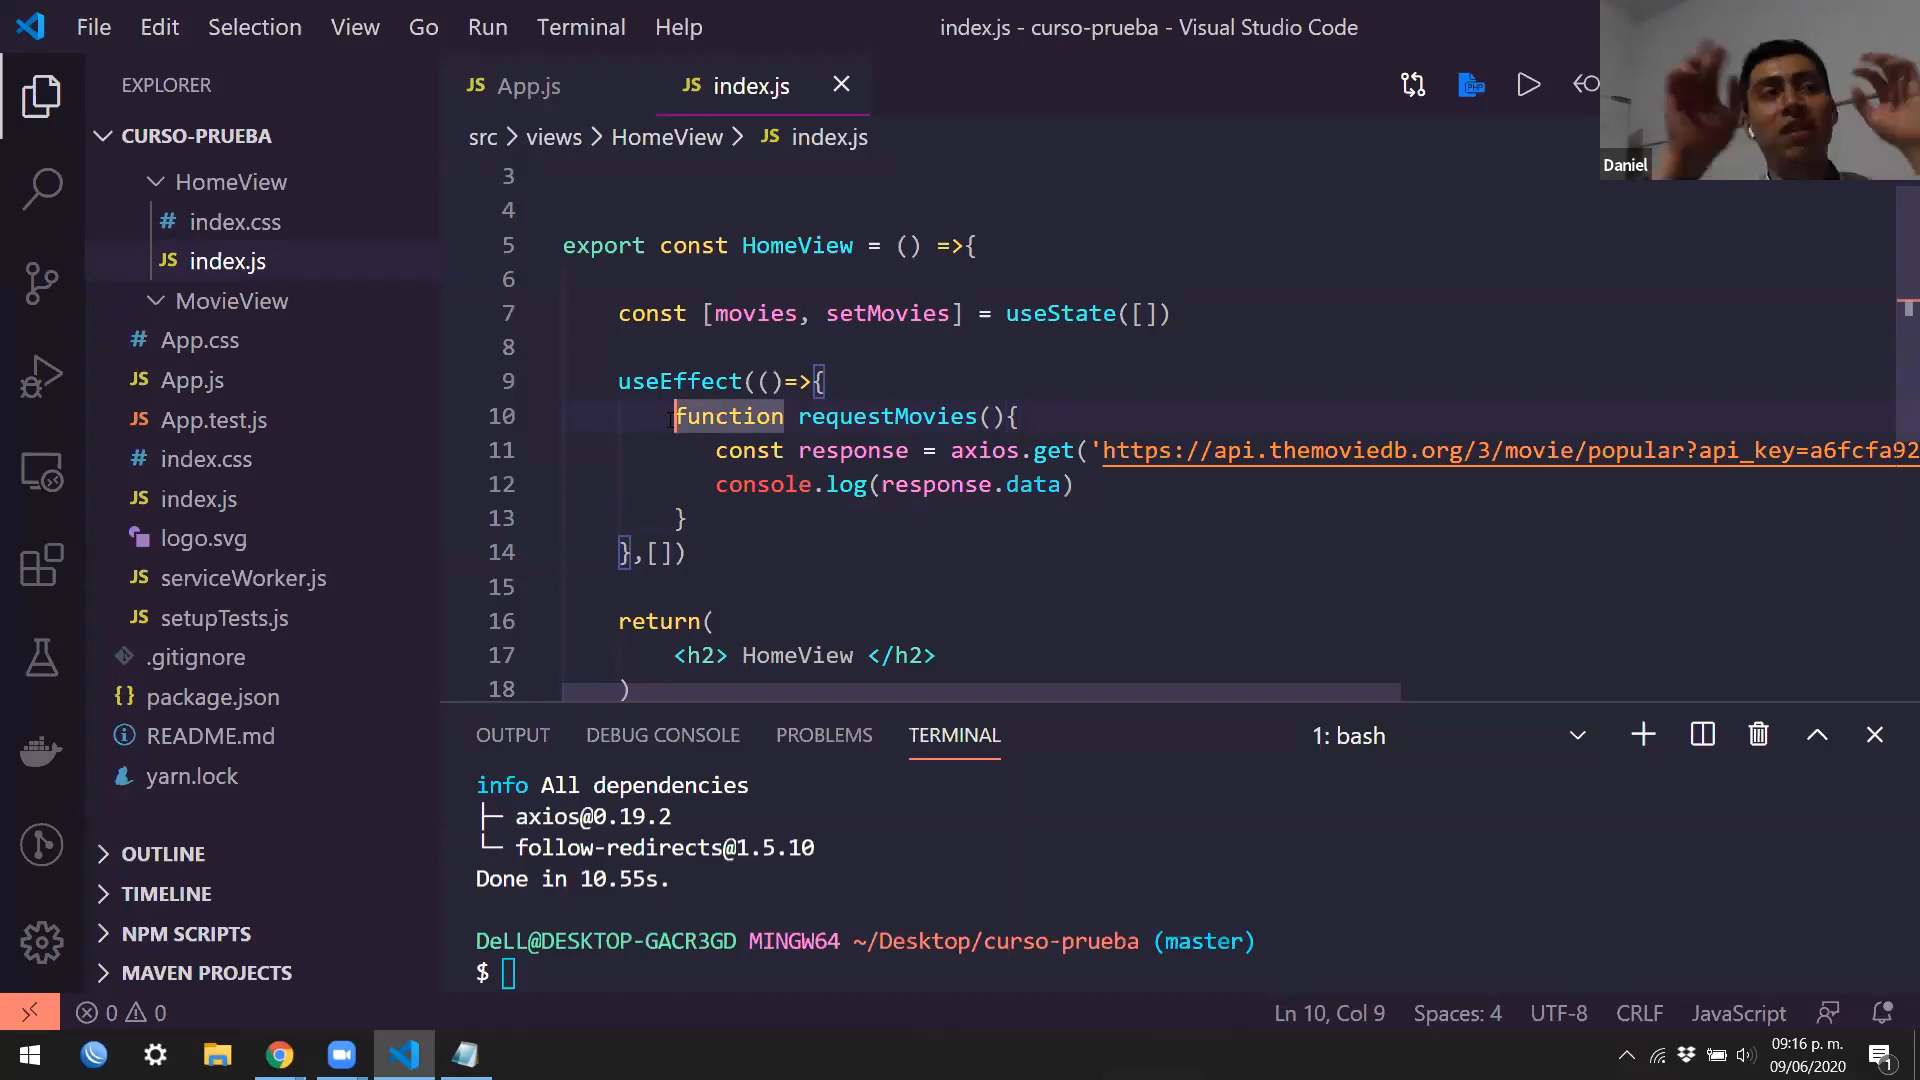 File Edit Selection View Go Run Terminal Help
index.js - curso-prueba - Visual Studio Code
Daniel
EXPLORER
CURSO-PRUEBA
HomeView
# index.css
JS index.js
MovieView
# App.css
JS App.js
JS App.test.js
# index.css
JS index.js
logo.svg
JS serviceWorker.js
JS setupTests.js
.gitignore
{} package.json
README.md
yarn.lock
OUTLINE
TIMELINE
NPM SCRIPTS
MAVEN PROJECTS
JS App.js
JS index.js
PHP
src > views > HomeView > JS index.js
3
4
5 export const HomeView = () =>{
6
7 const [movies, setMovies] = useState([])
8
9 useEffect(()=>{
10 function requestMovies(){
11 const response = axios.get('https://api.themoviedb.org/3/movie/popular?api_key=a6fcfa92
12 console.log(response.data)
13 }
14 },[])
15
16 return(
17 <h2> HomeView </h2>
18 )
OUTPUT DEBUG CONSOLE PROBLEMS TERMINAL 1: bash
info All dependencies
├─ axios@0.19.2
└─ follow-redirects@1.5.10
Done in 10.55s.
DeLL@DESKTOP-GACR3GD MINGW64 ~/Desktop/curso-prueba (master)
$
0 0 Ln 10, Col 9 Spaces: 4 UTF-8 CRLF JavaScript
09:16 p. m.
09/06/2020
1